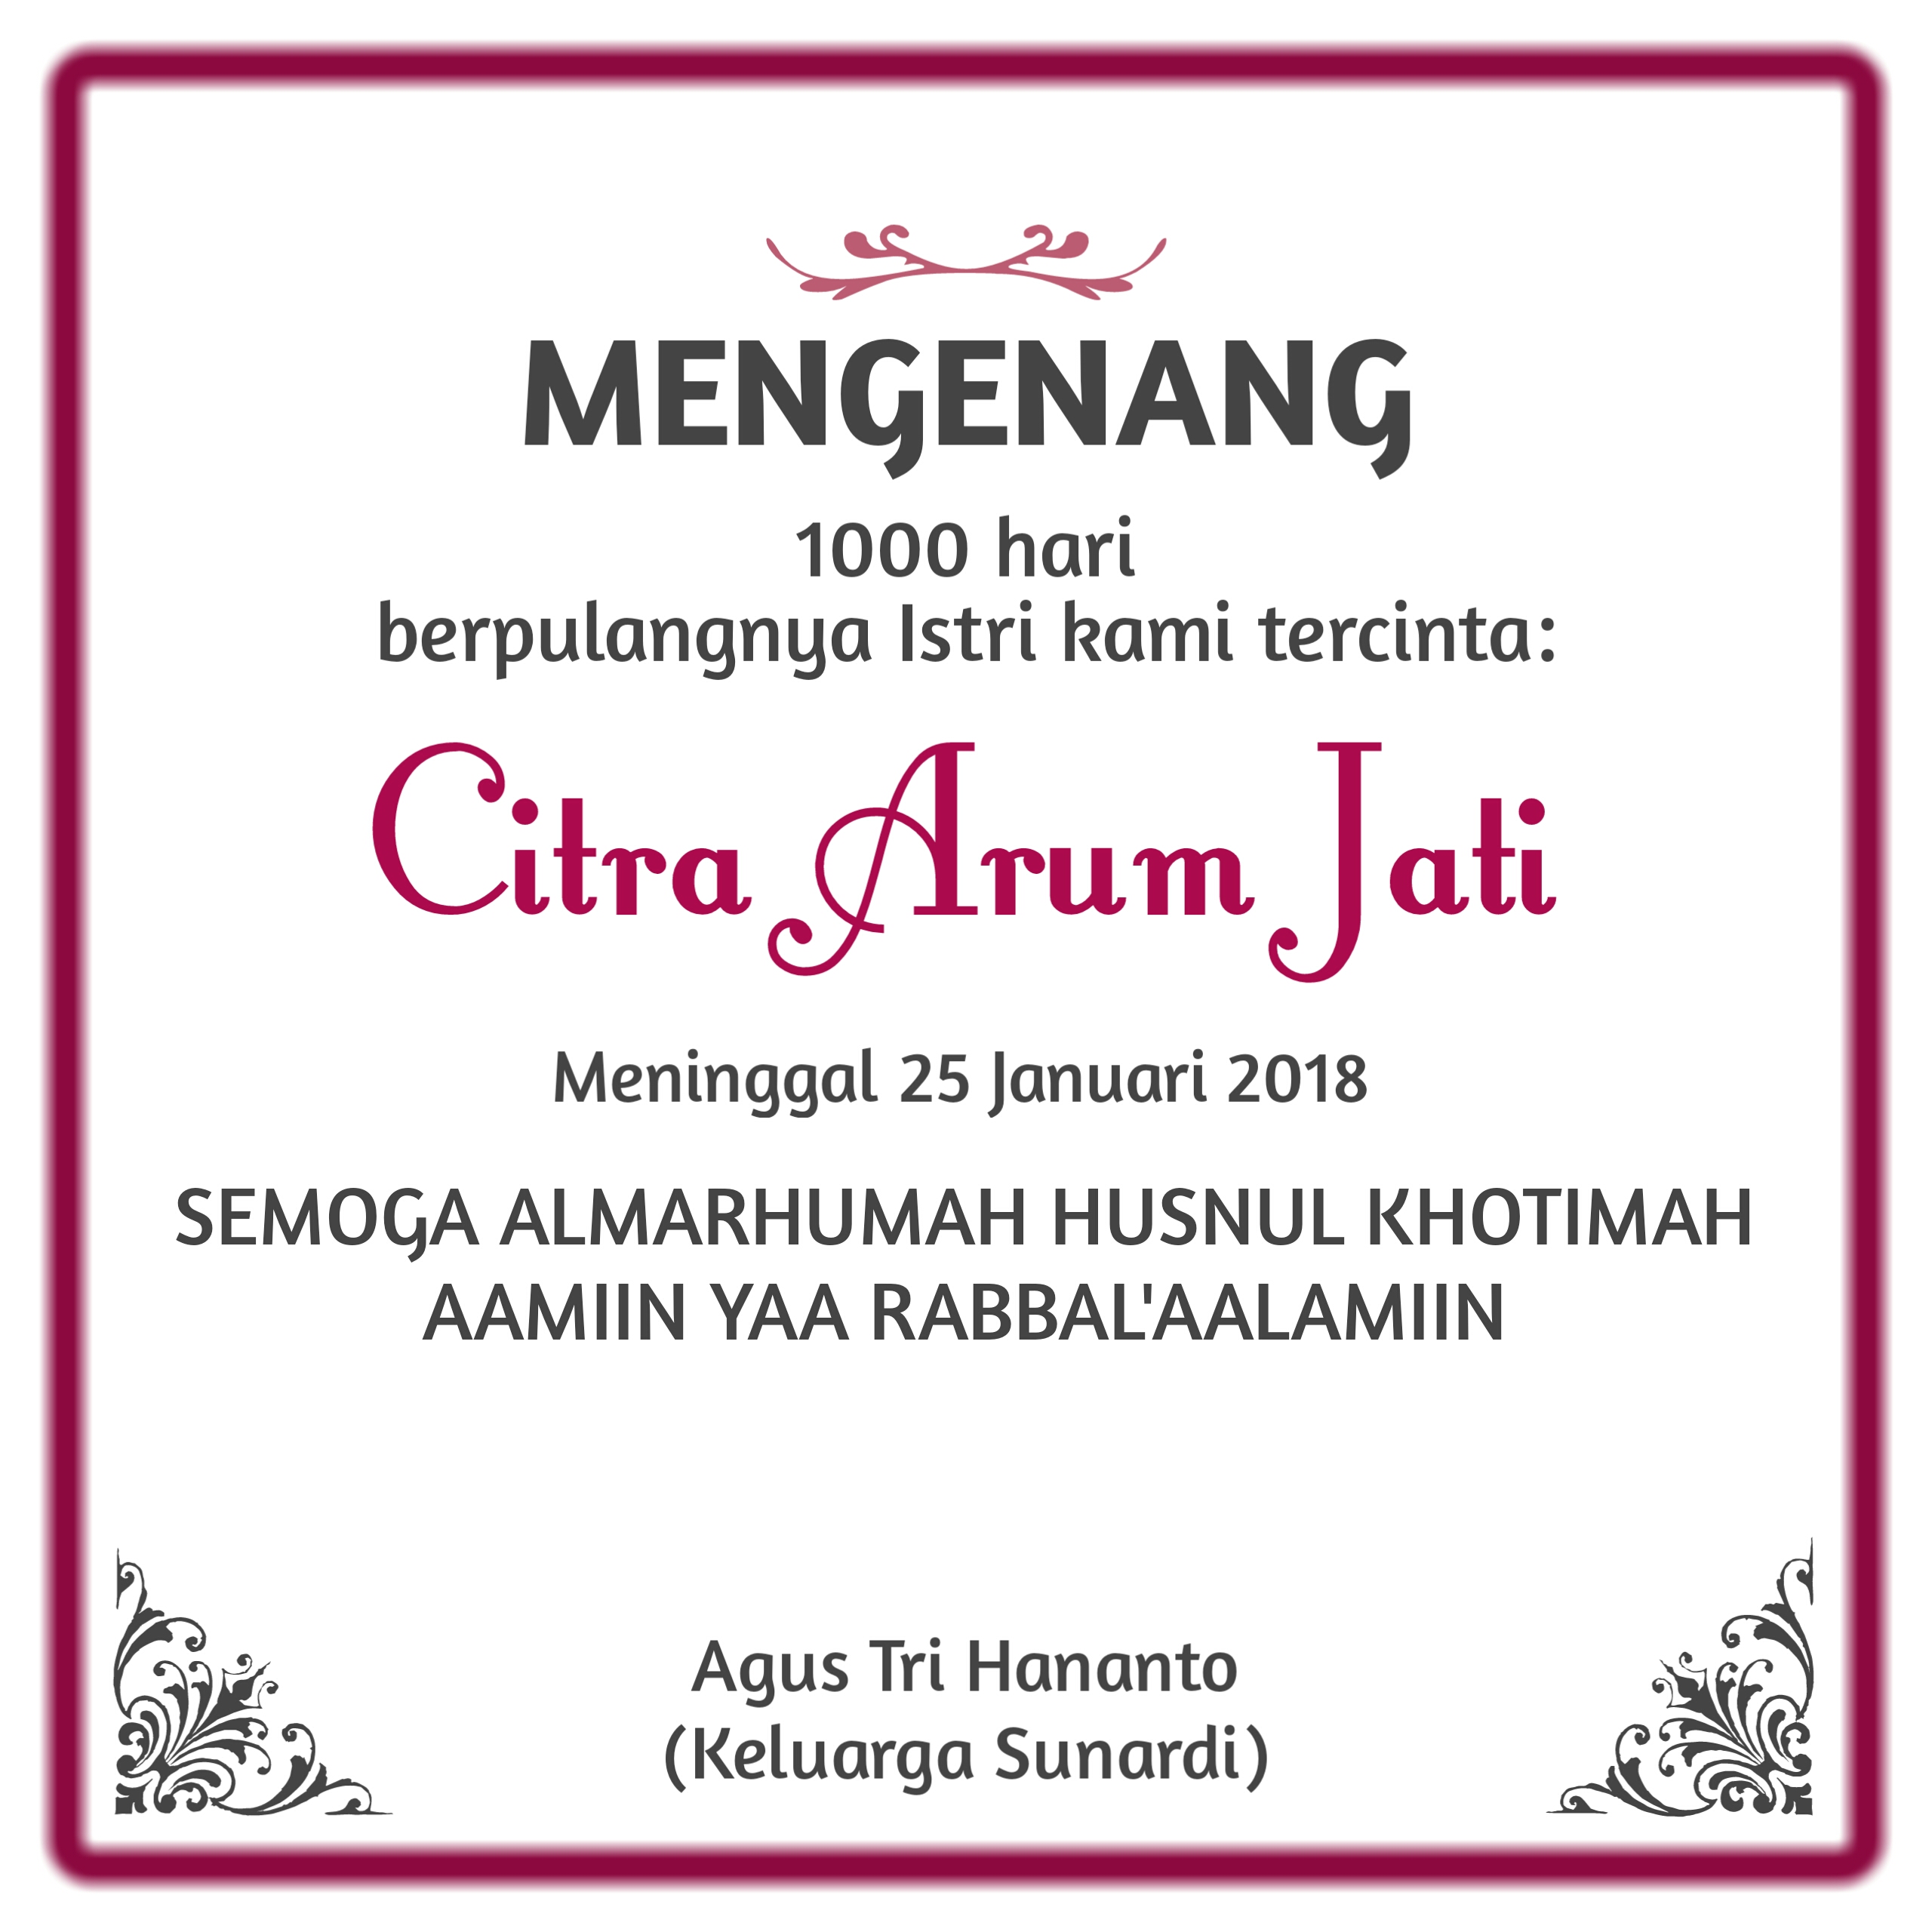 MENGENANG
1000 hari
berpulangnya Istri kami tercinta:
Citra Arum Jati
Meninggal 25 Januari 2018
SEMOGA ALMARHUMAH HUSNUL KHOTIMAH
AAMIIN YAA RABBAL'AALAMIIN
Agus Tri Hananto
(Keluarga Sunardi)